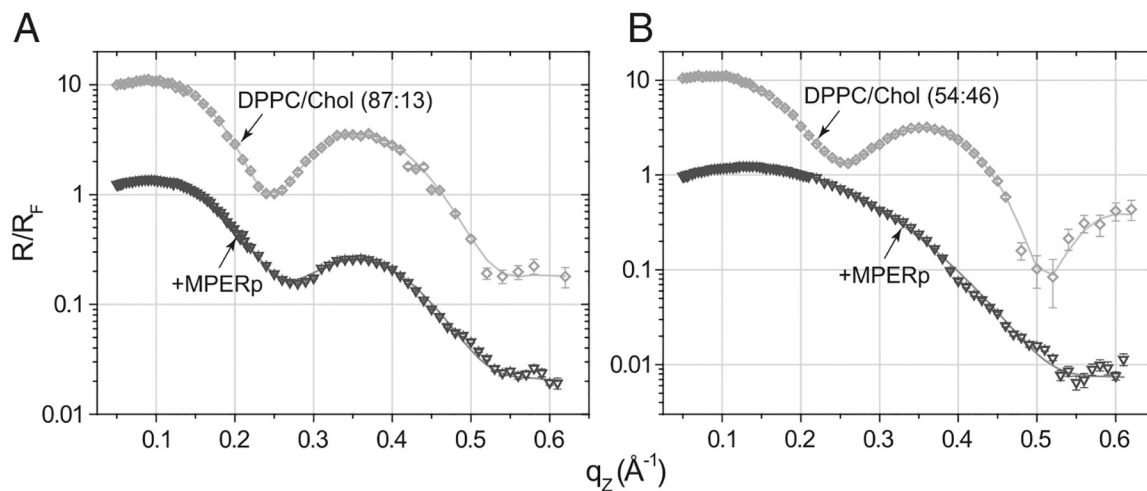 A
B
10
1
0.1
0.01
R/R_F
DPPC/Chol (87:13)
+MPERp
0.1 0.2 0.3 0.4 0.5 0.6
10
1
0.1
0.01
DPPC/Chol (54:46)
+MPERp
0.1 0.2 0.3 0.4 0.5 0.6
q_Z (Å⁻¹)